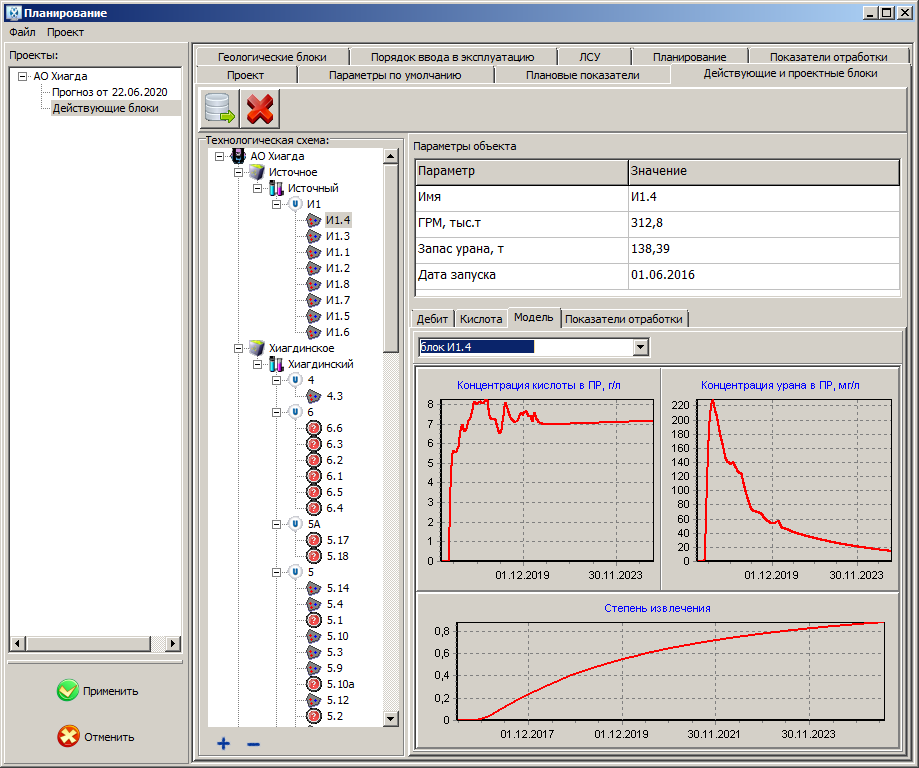 Планирование
Файл Проект
Проекты:
АО Хиагда
Прогноз от 22.06.2020
Действующие блоки
Применить
Отменить
Геологические блоки Порядок ввода в эксплуатацию ЛСУ Планирование Показатели отработки
Проект Параметры по умолчанию Плановые показатели Действующие и проектные блоки
Технологическая схема:
АО Хиагда
Источное
Источный
И1
И1.4
И1.3
И1.1
И1.2
И1.8
И1.7
И1.5
И1.6
Хиагдинское
Хиагдинский
4
4.3
6
6.6
6.3
6.2
6.1
6.5
6.4
5А
5.17
5.18
5
5.14
5.4
5.1
5.10
5.3
5.9
5.10а
5.12
5.2
Параметры объекта
Параметр Значение
Имя И1.4
ГРМ, тыс.т 312,8
Запас урана, т 138,39
Дата запуска 01.06.2016
Дебит Кислота Модель Показатели отработки
блок И1.4
Концентрация кислоты в ПР, г/л
8
7
6
5
4
3
2
1
0
01.12.2019 30.11.2023
Концентрация урана в ПР, мг/л
220
200
180
160
140
120
100
80
60
40
20
01.12.2019 30.11.2023
Степень извлечения
0,8
0,6
0,4
0,2
0
01.12.2017 01.12.2019 30.11.2021 30.11.2023